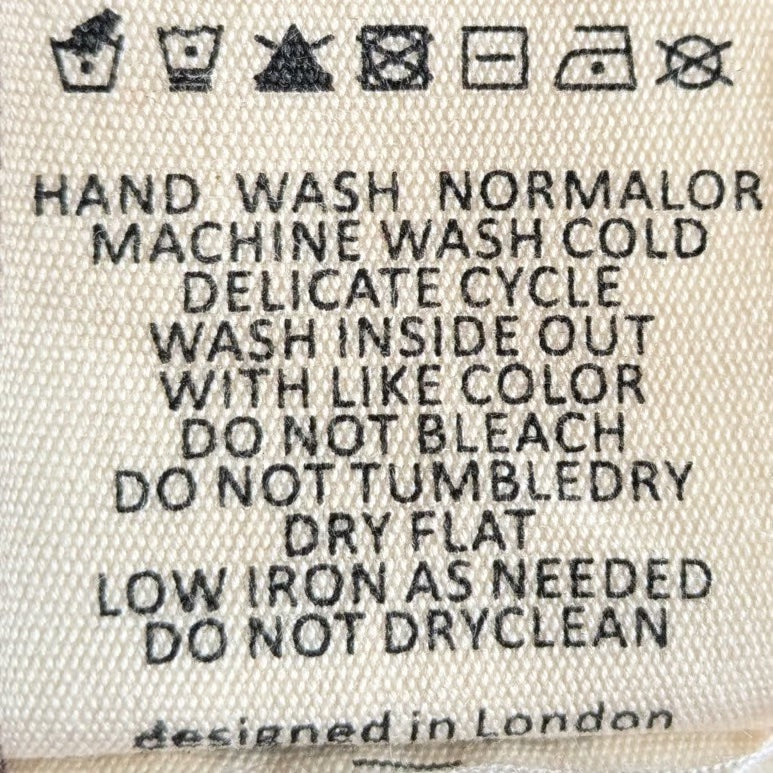 HAND WASH NORMALOR
MACHINE WASH COLD
DELICATE CYCLE
WASH INSIDE OUT
WITH LIKE COLOR
DO NOT BLEACH
DO NOT TUMBLEDRY
DRY FLAT
LOW IRON AS NEEDED
DO NOT DRYCLEAN
designed in London